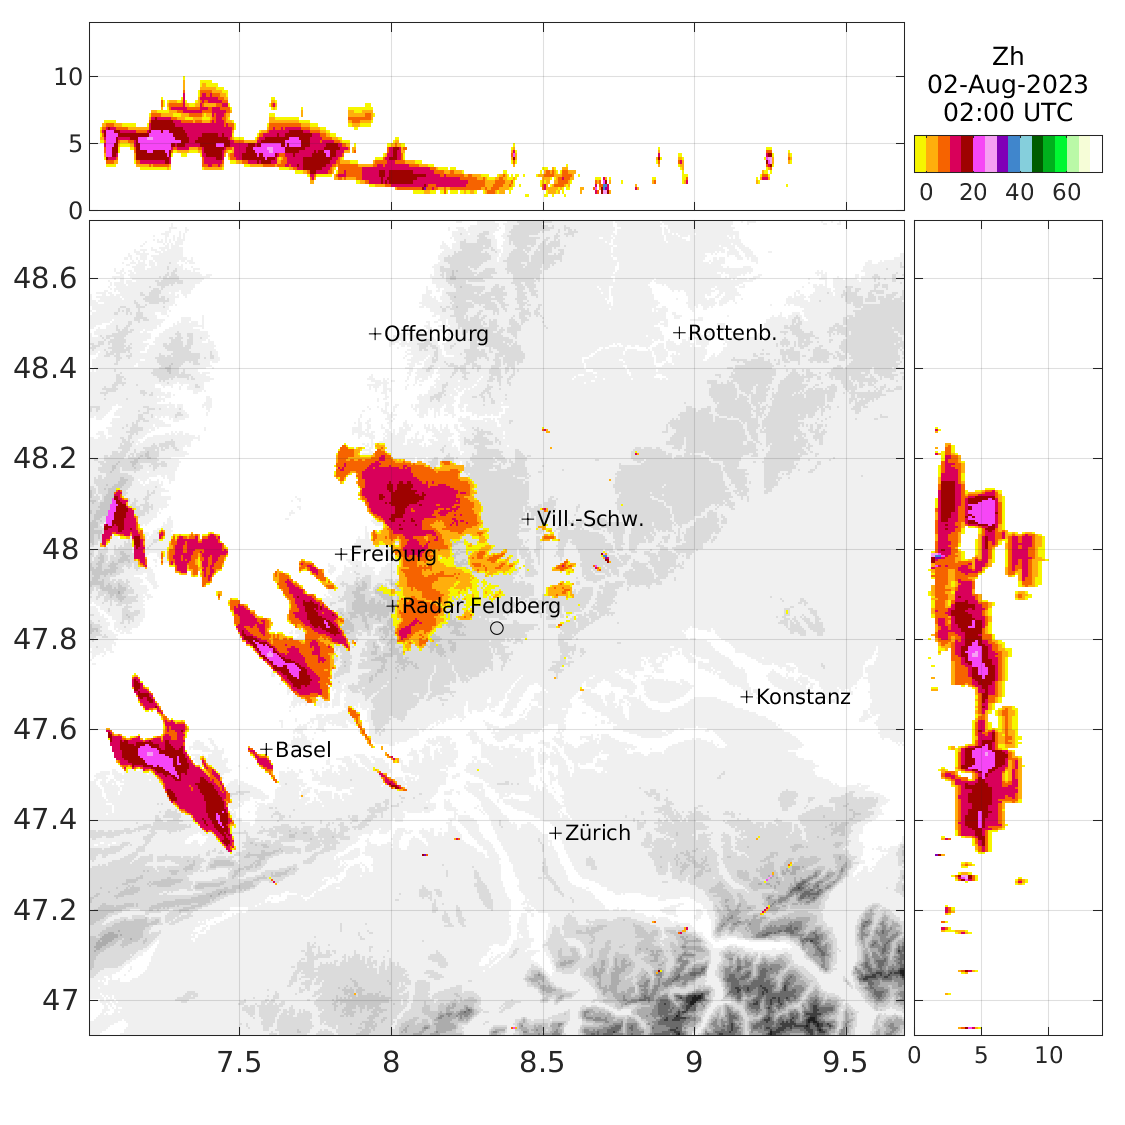 Zh
02-Aug-2023
02:00 UTC
0 20 40 60
10
5
0
48.6
48.4
48.2
48
47.8
47.6
47.4
47.2
47
+Offenburg
+Rottenb.
+Vill.-Schw.
+Freiburg
+Radar Feldberg
+Konstanz
+Basel
+Zürich
7.5 8 8.5 9 9.5
0 5 10